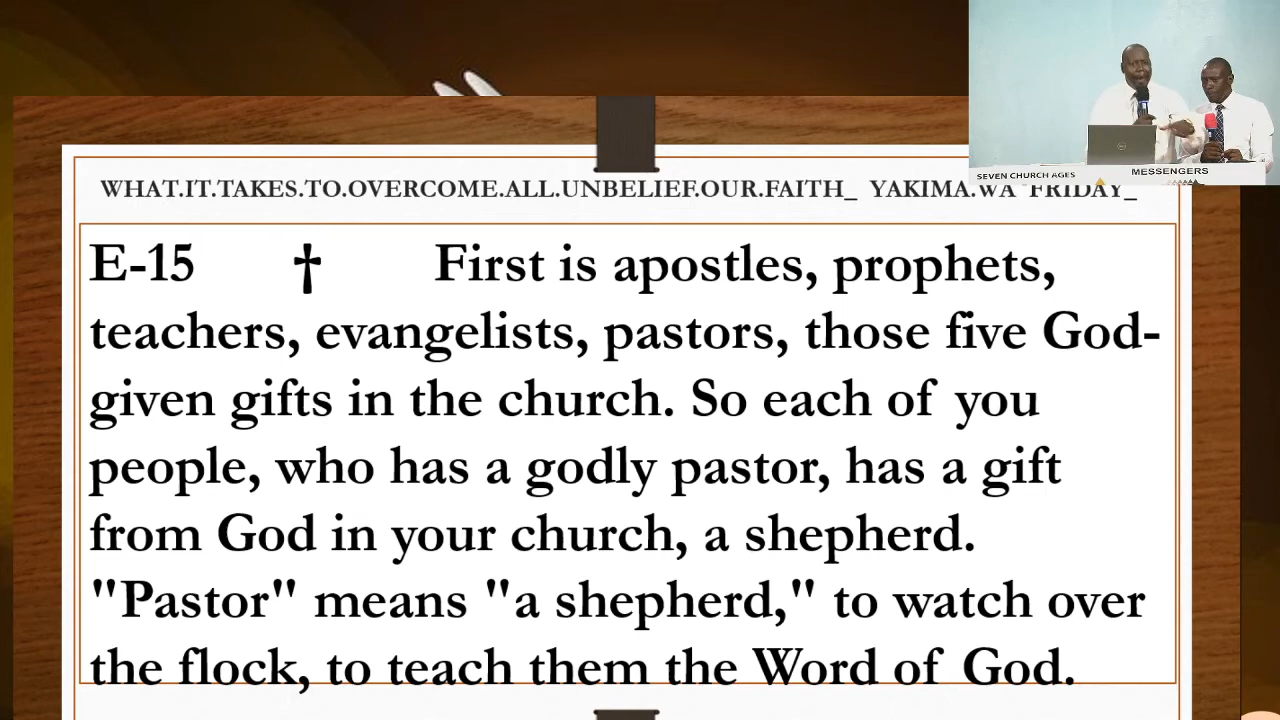 WHAT.IT.TAKES.TO.OVERCOME.ALL.UNBELIEF.OUR.FAITH_ YAKIMA.WA FRIDAY_
SEVEN CHURCH AGES
MESSENGERS
E-15 † First is apostles, prophets,
teachers, evangelists, pastors, those five God-
given gifts in the church. So each of you
people, who has a godly pastor, has a gift
from God in your church, a shepherd.
"Pastor" means "a shepherd," to watch over
the flock, to teach them the Word of God.